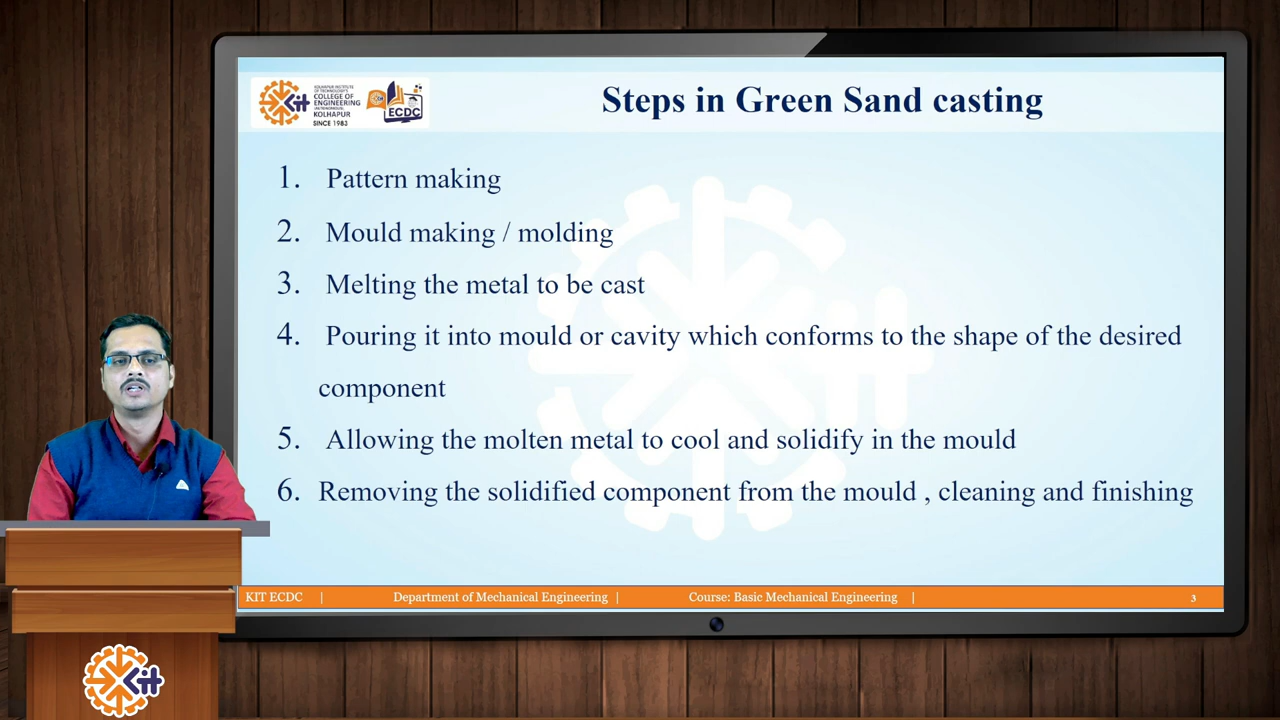 KOLHAPUR INSTITUTE
OF TECHNOLOGY'S
COLLEGE OF
ENGINEERING
(AUTONOMOUS),
KOLHAPUR
SINCE 1983
Kit
ECDC
Steps in Green Sand casting
1. Pattern making
2. Mould making / molding
3. Melting the metal to be cast
4. Pouring it into mould or cavity which conforms to the shape of the desired
component
5. Allowing the molten metal to cool and solidify in the mould
6. Removing the solidified component from the mould , cleaning and finishing
KIT ECDC | Department of Mechanical Engineering | Course: Basic Mechanical Engineering | 3
Kit